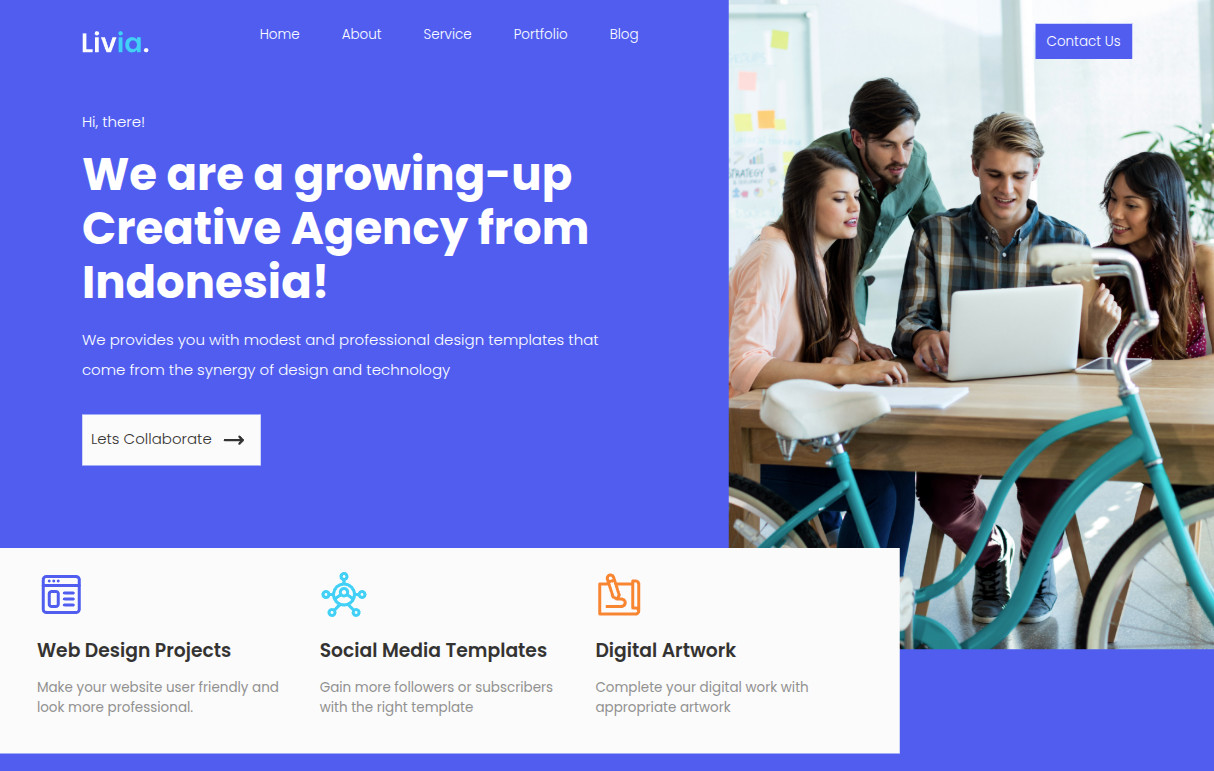 Livia.
Home
About
Service
Portfolio
Blog
Contact Us
Hi, there!
We are a growing-up
Creative Agency from
Indonesia!
We provides you with modest and professional design templates that
come from the synergy of design and technology
Lets Collaborate
STRATEGY
Web Design Projects
Social Media Templates
Digital Artwork
Make your website user friendly and
look more professional.
Gain more followers or subscribers
with the right template
Complete your digital work with
appropriate artwork